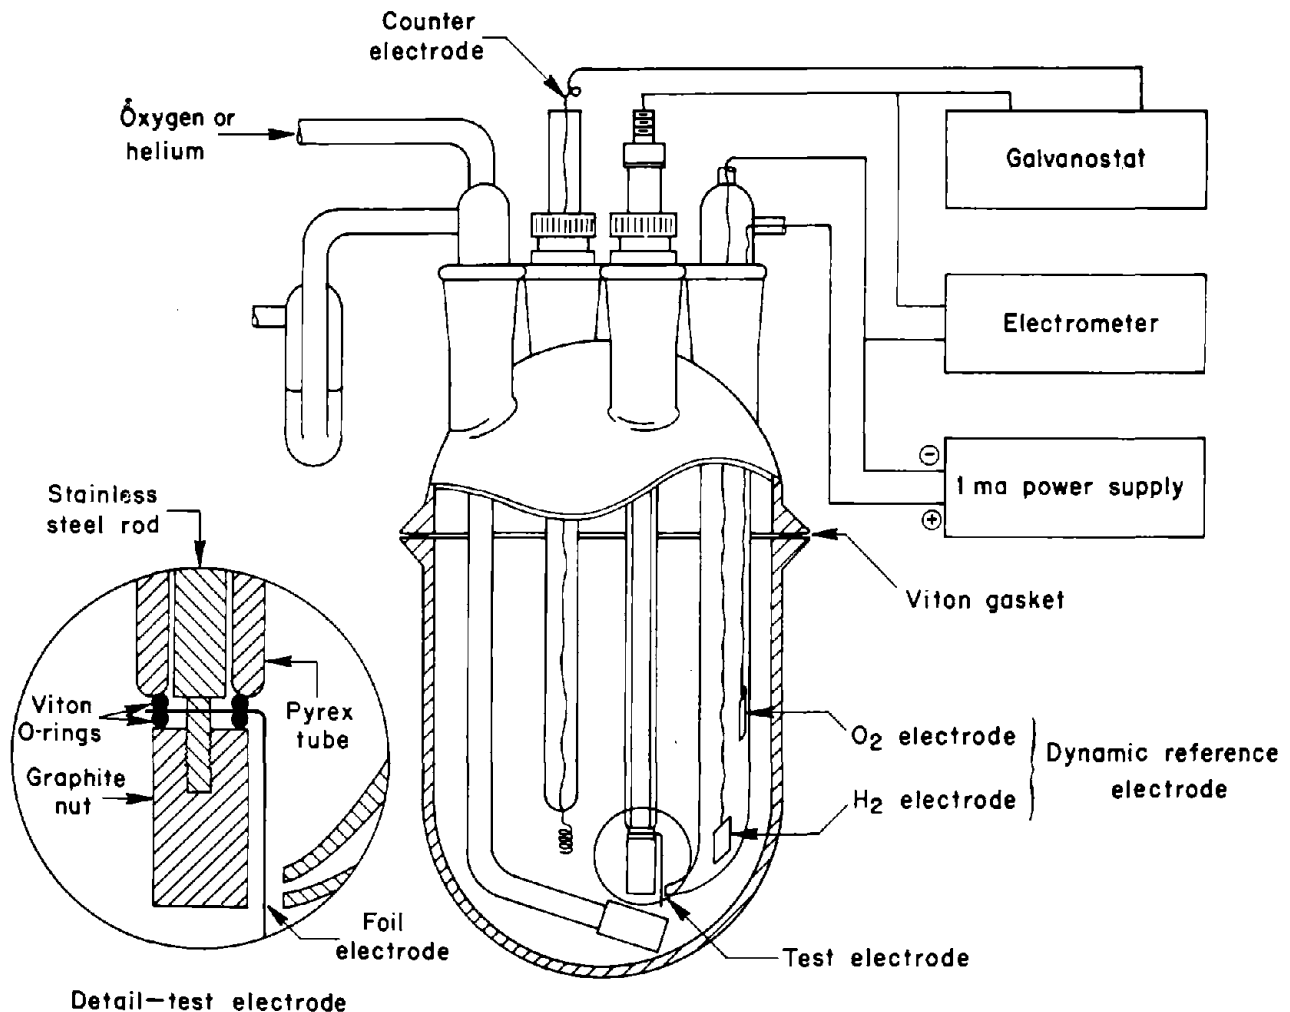 Counter
electrode
Oxygen or
helium
Galvanostat
Electrometer
1 ma power supply
−
+
Stainless
steel rod
Viton gasket
Viton
O-rings
Pyrex
tube
Graphite
nut
O2 electrode
H2 electrode
Dynamic reference
electrode
Foil
electrode
Test electrode
Detail—test electrode